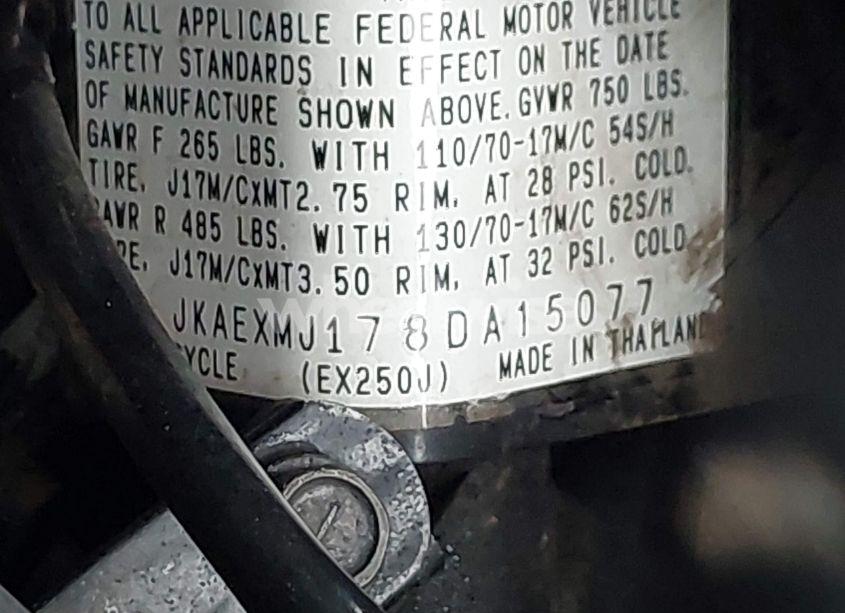 TO ALL APPLICABLE FEDERAL MOTOR VEHICLE
SAFETY STANDARDS IN EFFECT ON THE DATE
OF MANUFACTURE SHOWN ABOVE. GVWR 750 LBS.
GAWR F 265 LBS. WITH 110/70-17M/C 54S/H
TIRE, J17M/CxMT2.75 RIM, AT 28 PSI. COLD.
AWR R 485 LBS. WITH 130/70-17M/C 62S/H
RE, J17M/CxMT3.50 RIM, AT 32 PSI. COLD
JKAEXMJ178DA15077
YCLE (EX250J) MADE IN THAILAND